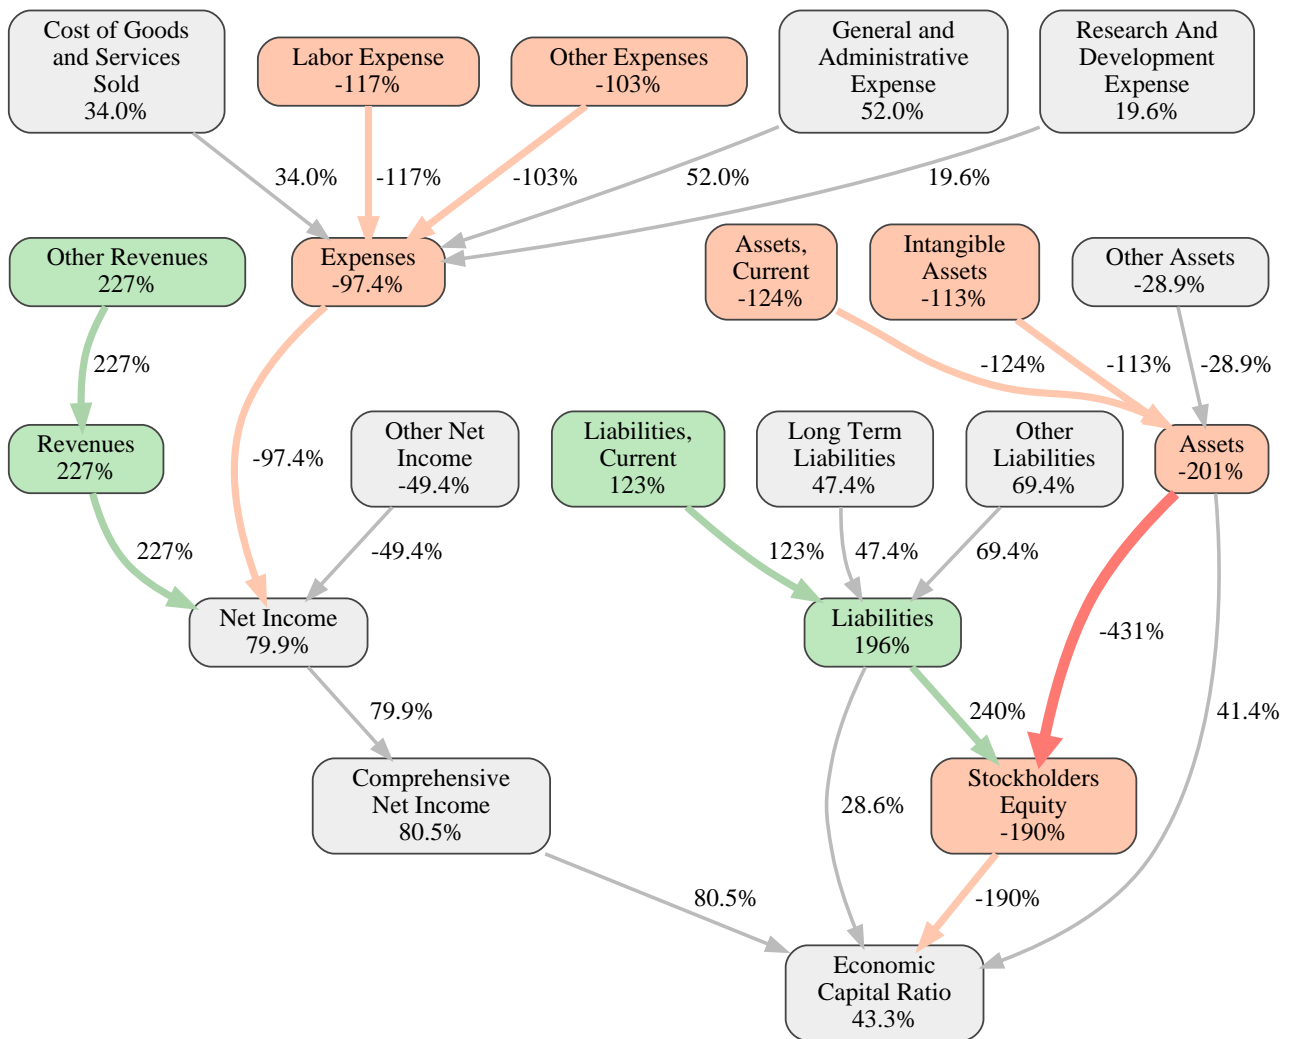 Cost of Goods
and Services
Sold
34.0%
Labor Expense
-117%
Other Expenses
-103%
General and
Administrative
Expense
52.0%
Research And
Development
Expense
19.6%
34.0%
-117%
-103%
52.0%
19.6%
Other Revenues
227%
Expenses
-97.4%
Assets,
Current
-124%
Intangible
Assets
-113%
Other Assets
-28.9%
227%
-124%
-113%
-28.9%
Revenues
227%
-97.4%
Other Net
Income
-49.4%
Liabilities,
Current
123%
Long Term
Liabilities
47.4%
Other
Liabilities
69.4%
Assets
-201%
227%
-49.4%
123%
47.4%
69.4%
Net Income
79.9%
Liabilities
196%
-431%
79.9%
240%
41.4%
Comprehensive
Net Income
80.5%
28.6%
Stockholders
Equity
-190%
80.5%
-190%
Economic
Capital Ratio
43.3%